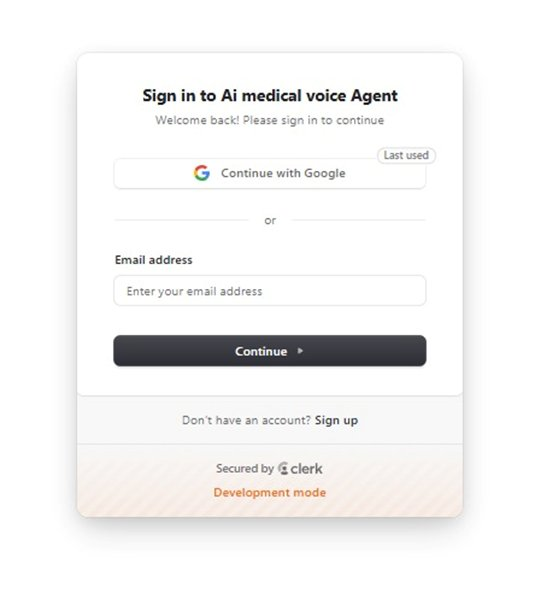 Sign in to Ai medical voice Agent
Welcome back! Please sign in to continue
Last used
Continue with Google
or
Email address
Enter your email address
Continue
Don't have an account? Sign up
Secured by clerk
Development mode